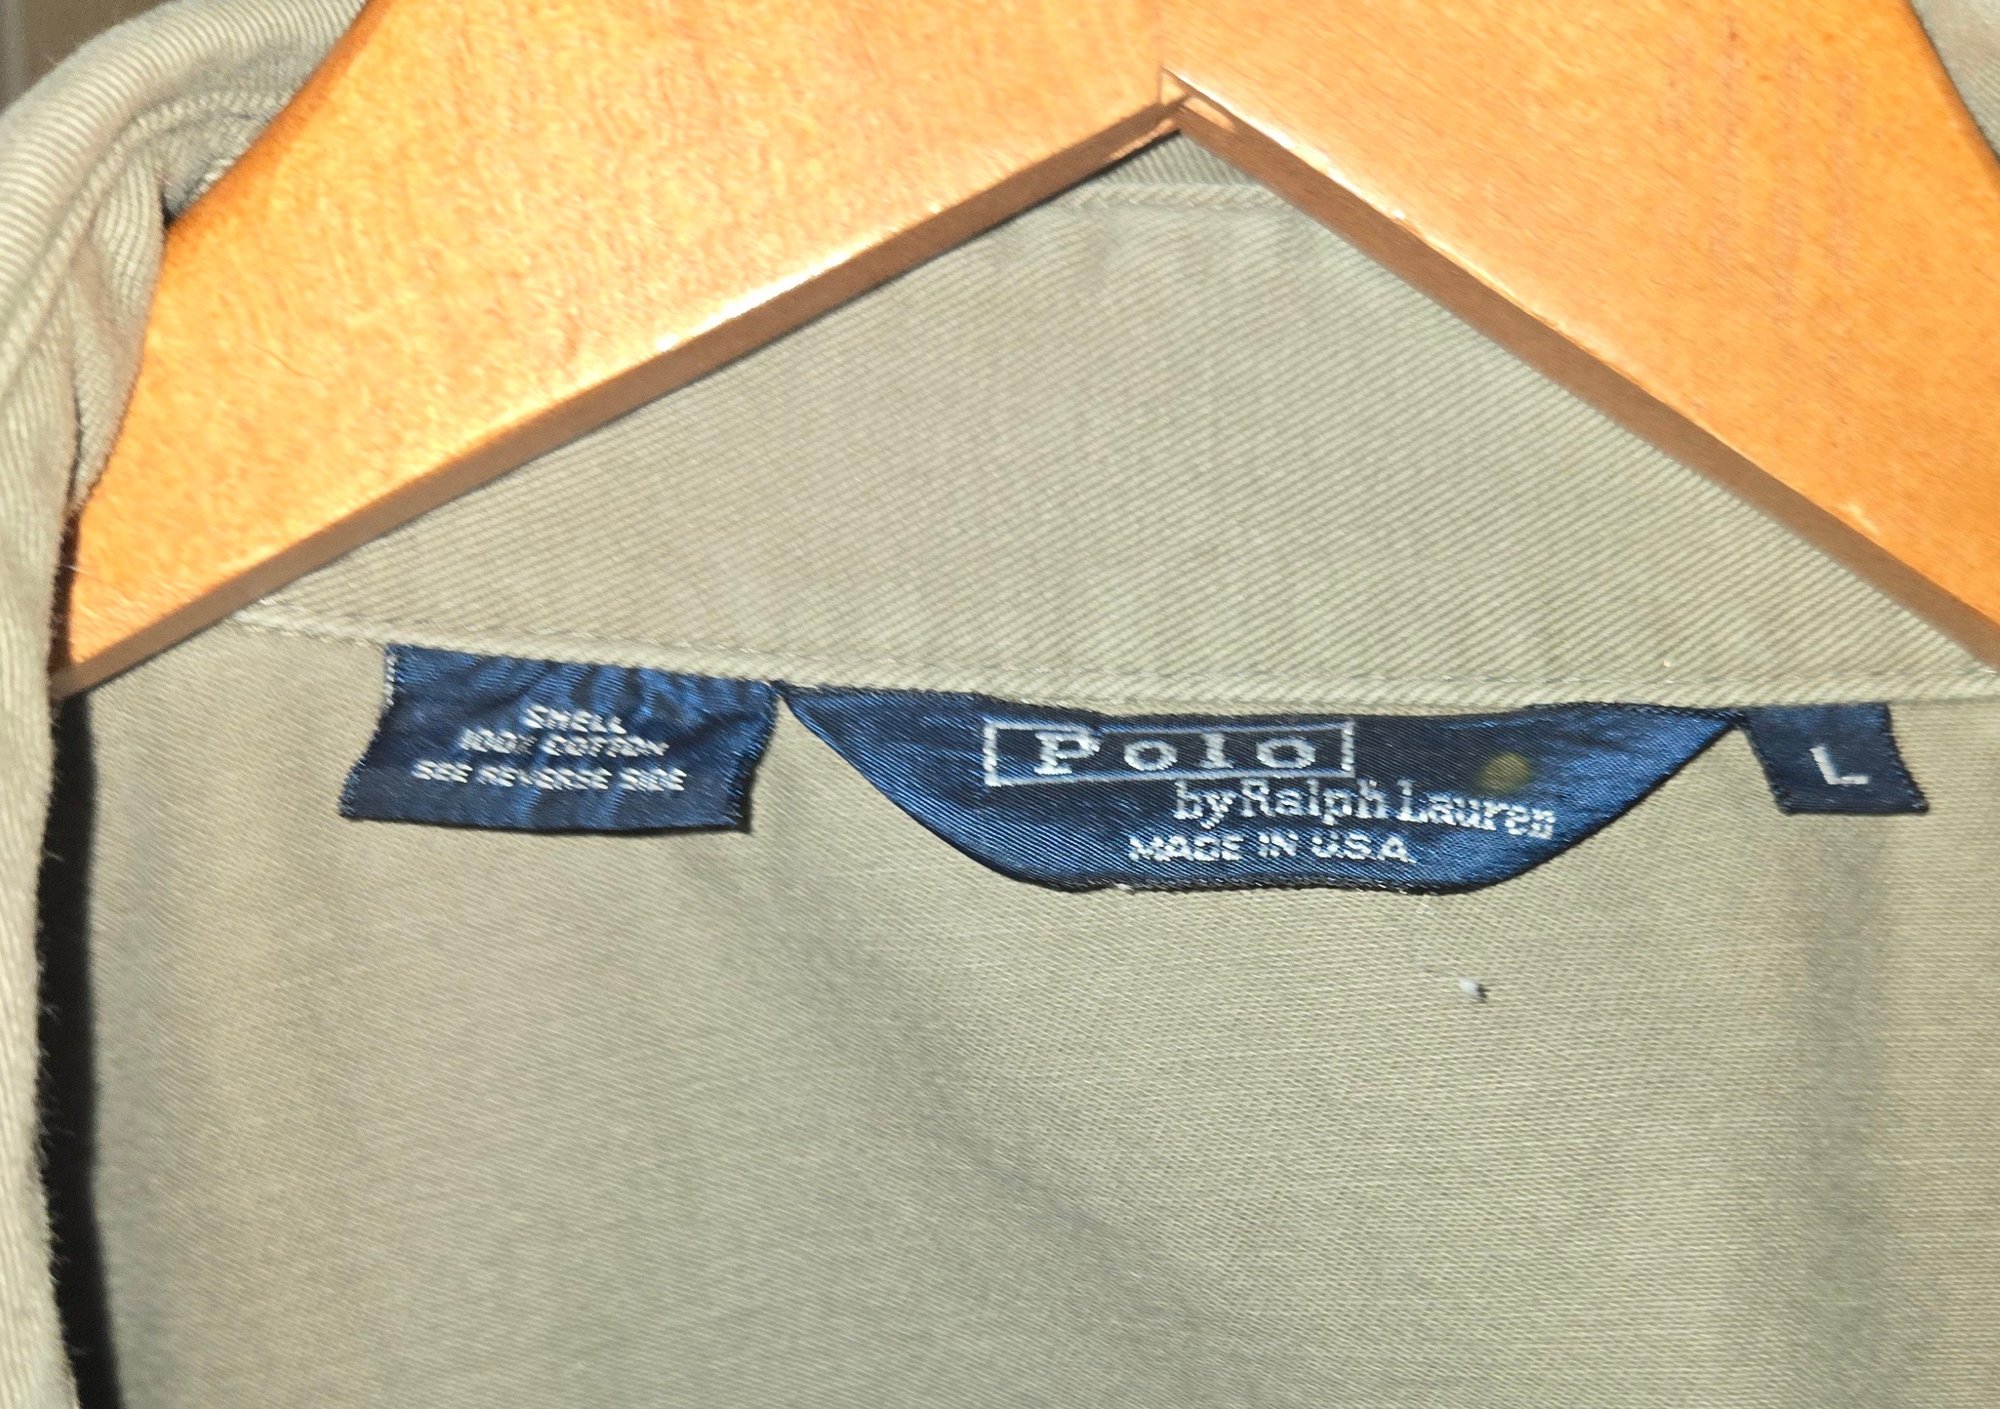 SHELL
100% COTTON
SEE REVERSE SIDE
Polo
by Ralph Lauren
MADE IN U.S.A.
L